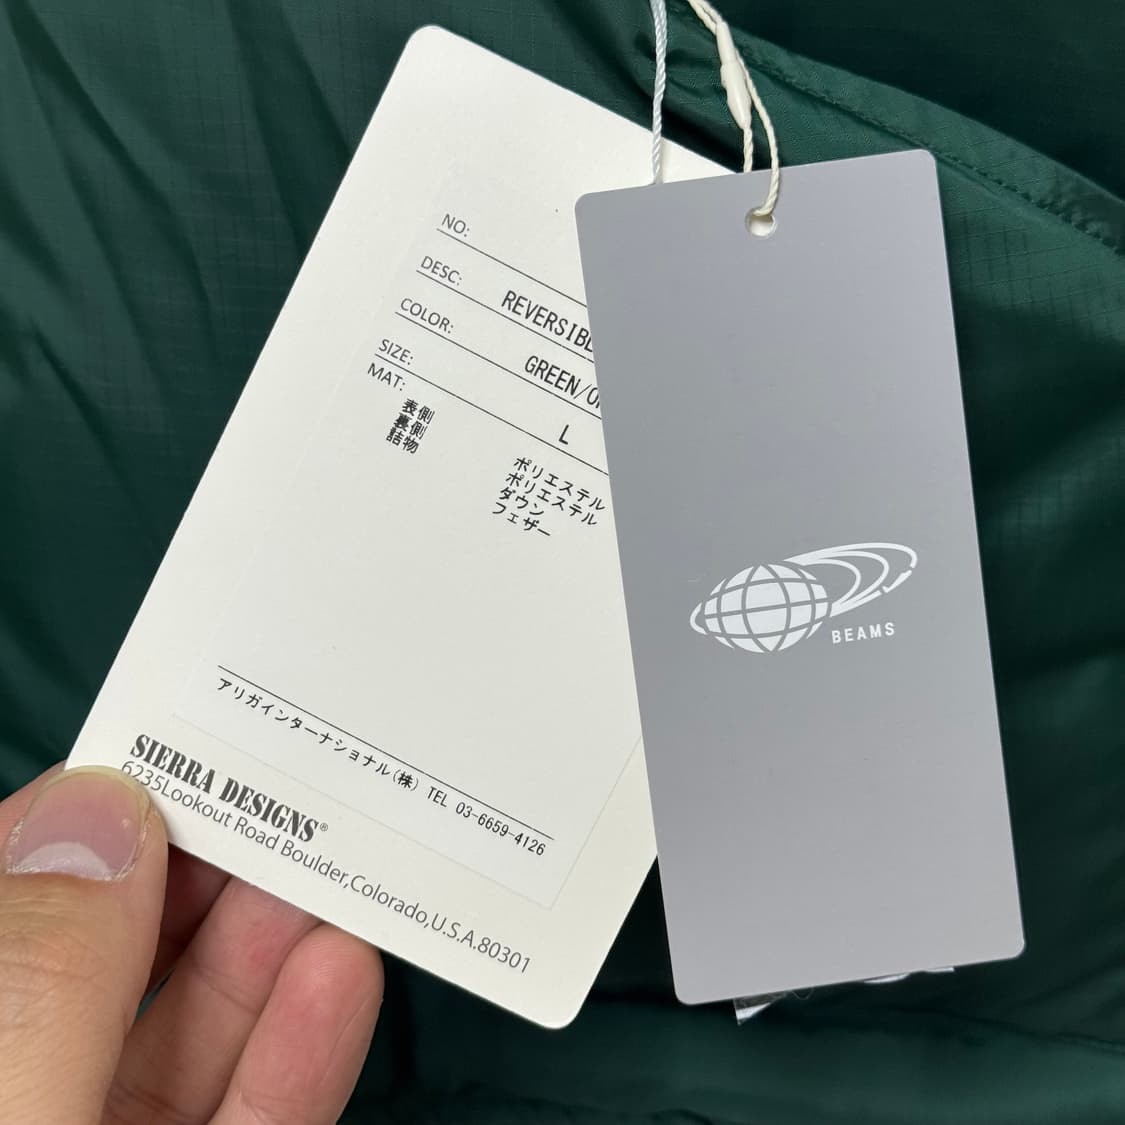 NO:
DESC: REVERSIBL
COLOR: GREEN/O
SIZE: L
MAT:
表側 ポリエステル
裏側 ポリエステル
詰物 ダウン
フェザー
アリガインターナショナル(株) TEL 03-6659-4126
SIERRA DESIGNS®
6235Lookout Road Boulder,Colorado,U.S.A.80301
BEAMS